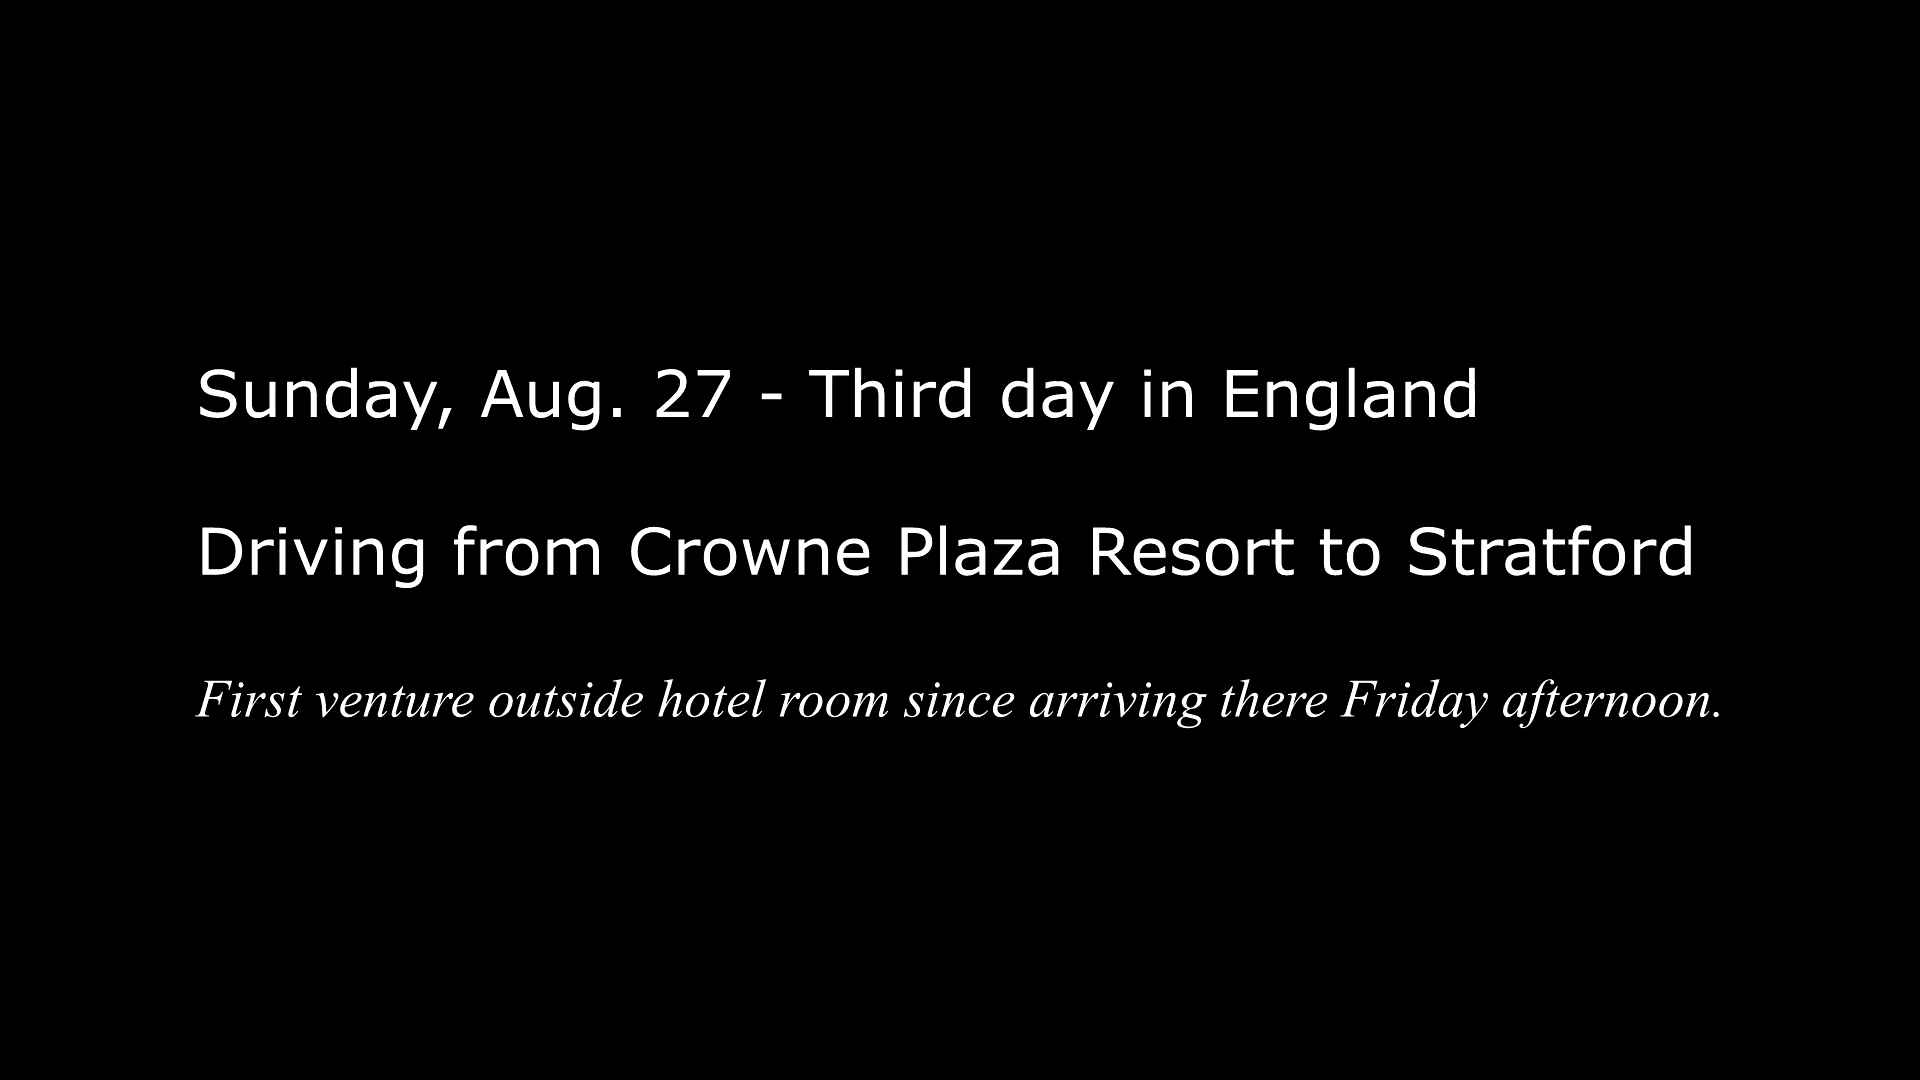 Sunday, Aug. 27 - Third day in England
Driving from Crowne Plaza Resort to Stratford
First venture outside hotel room since arriving there Friday afternoon.